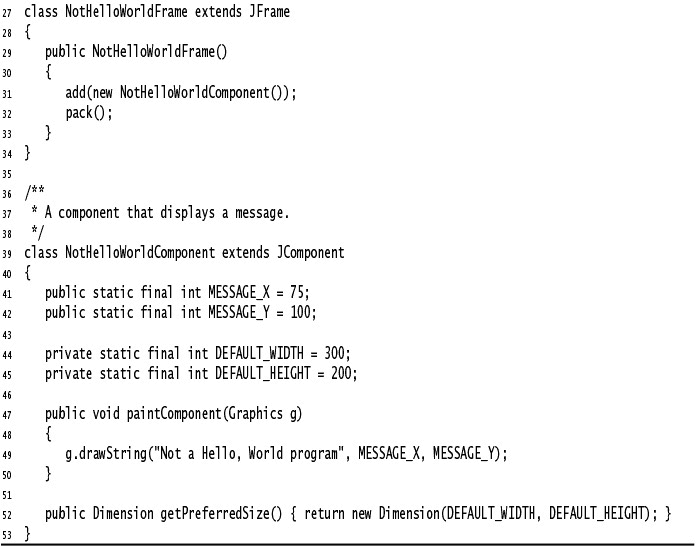 27 class NotHelloWorldFrame extends JFrame
28 {
29    public NotHelloWorldFrame()
30    {
31       add(new NotHelloWorldComponent());
32       pack();
33    }
34 }
35
36 /**
37  * A component that displays a message.
38  */
39 class NotHelloWorldComponent extends JComponent
40 {
41    public static final int MESSAGE_X = 75;
42    public static final int MESSAGE_Y = 100;
43
44    private static final int DEFAULT_WIDTH = 300;
45    private static final int DEFAULT_HEIGHT = 200;
46
47    public void paintComponent(Graphics g)
48    {
49       g.drawString("Not a Hello, World program", MESSAGE_X, MESSAGE_Y);
50    }
51
52    public Dimension getPreferredSize() { return new Dimension(DEFAULT_WIDTH, DEFAULT_HEIGHT); }
53 }